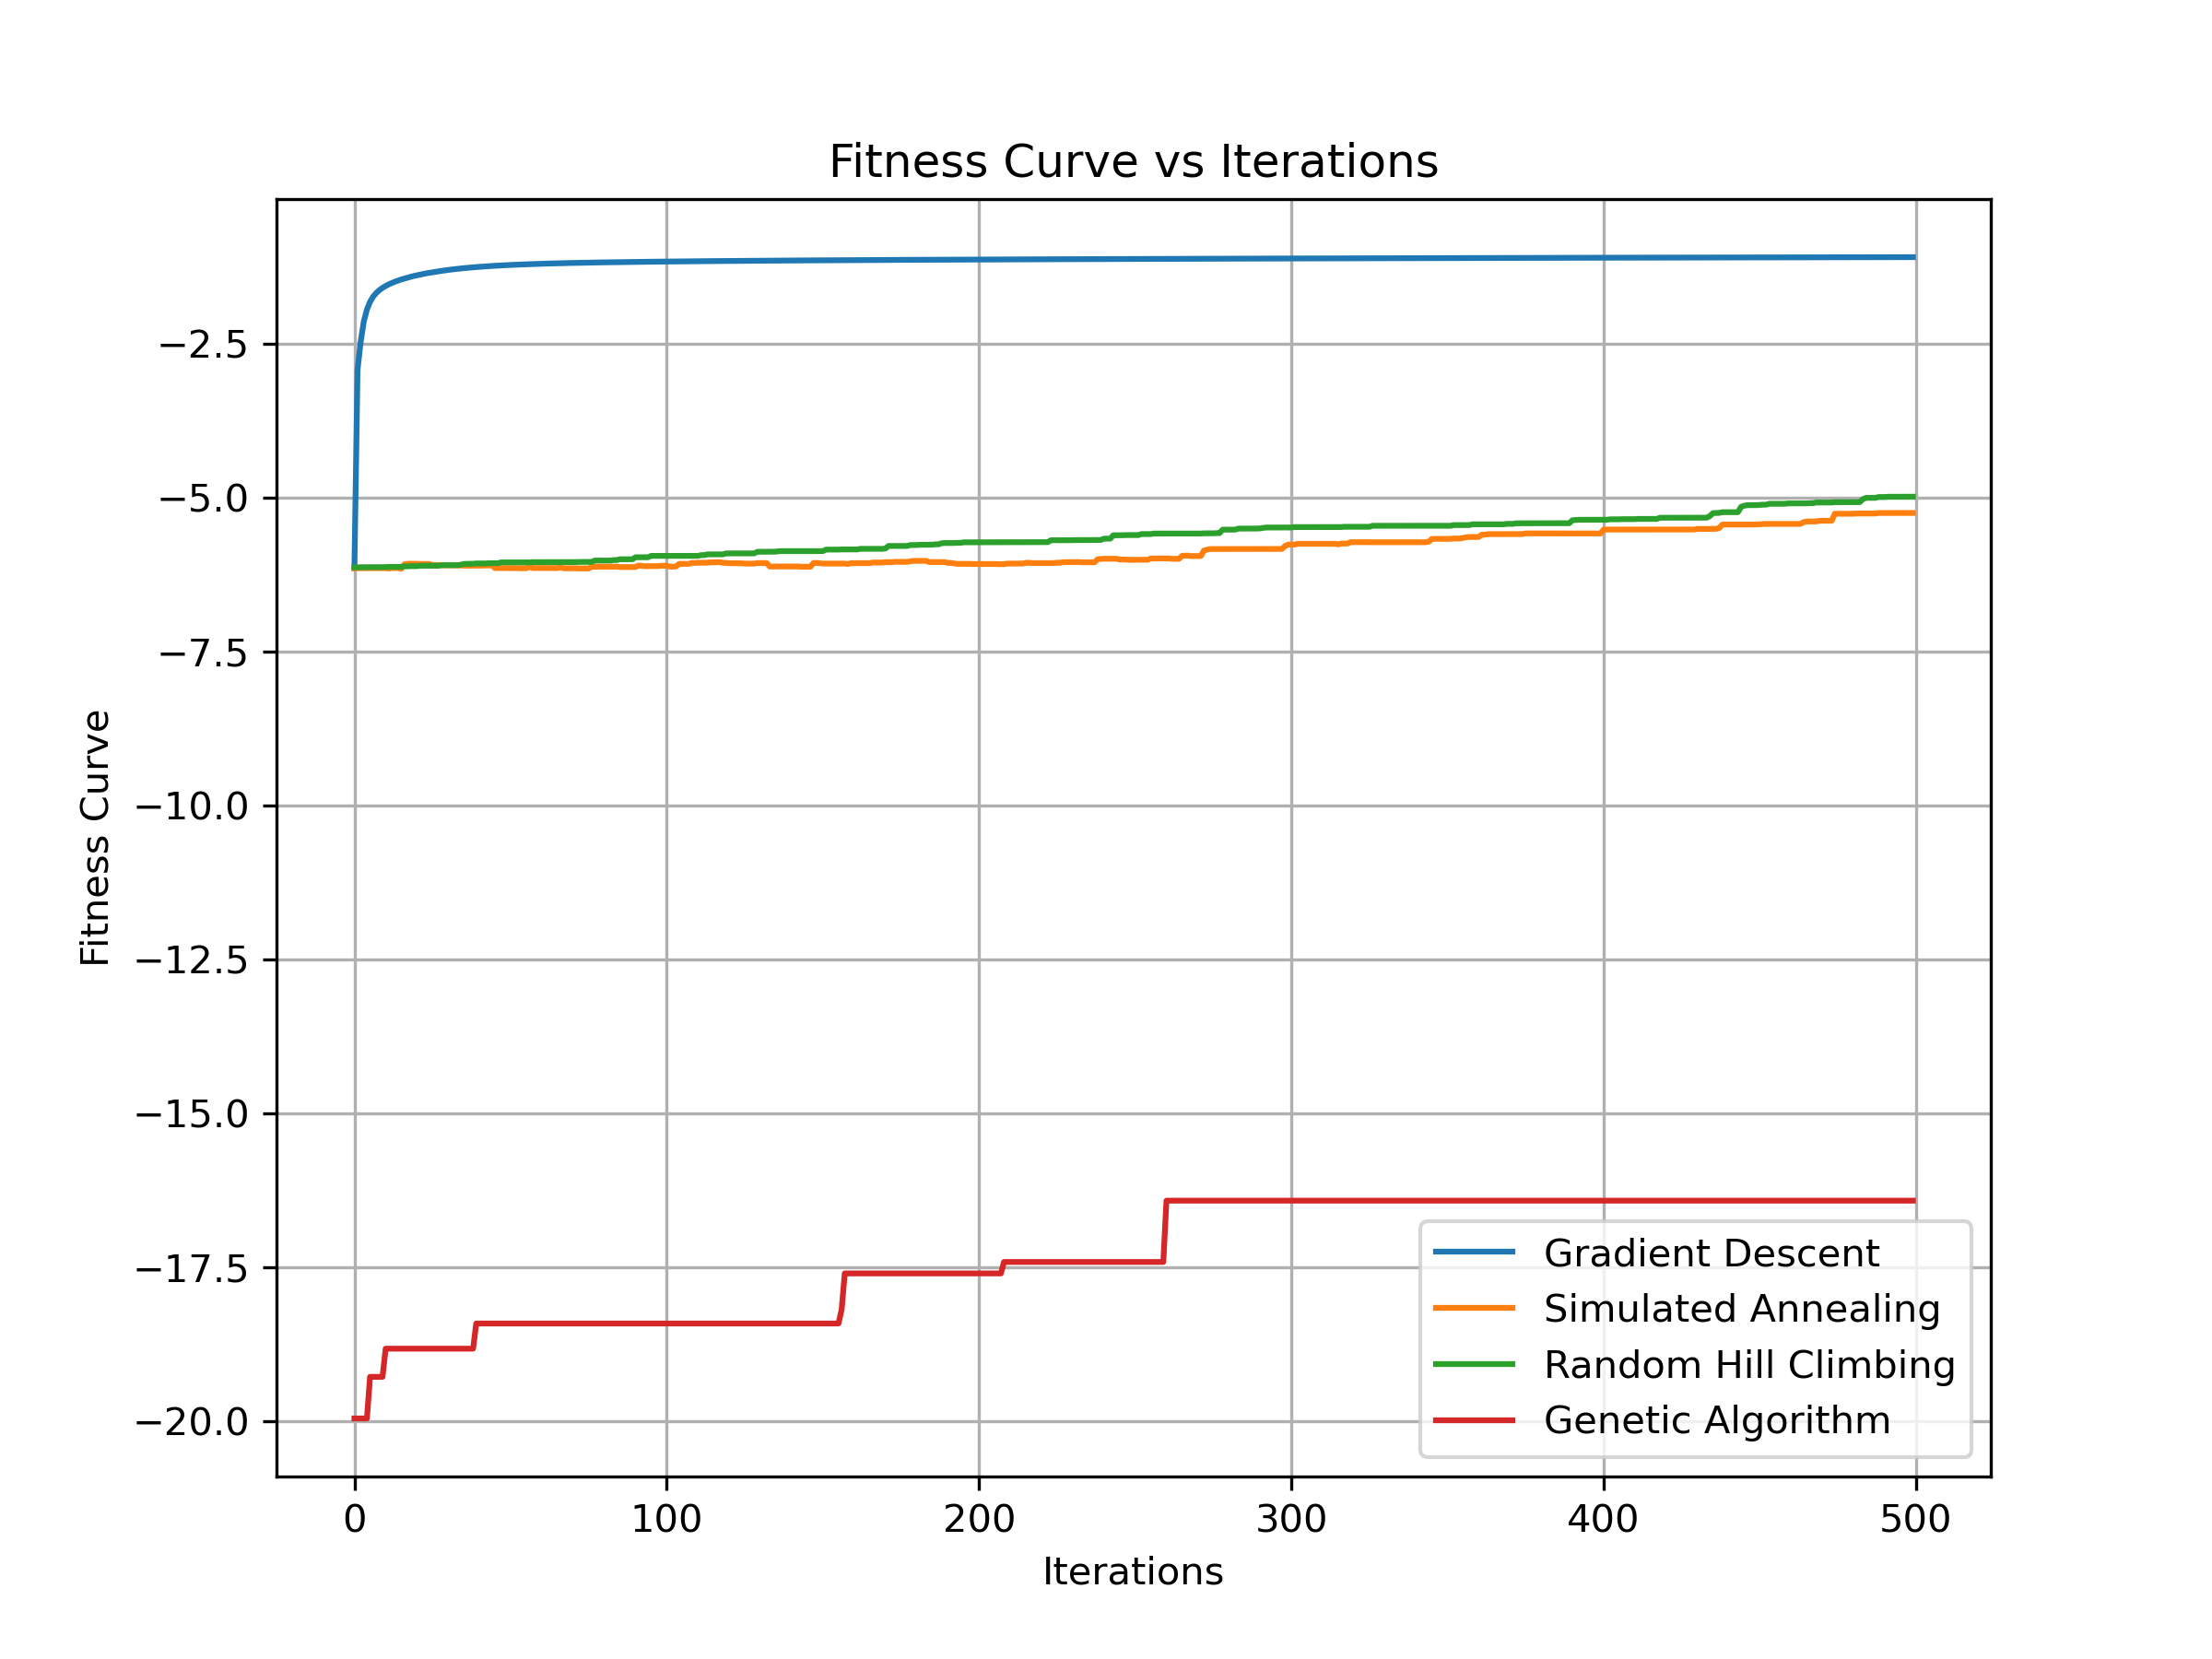 Fitness Curve vs Iterations
Fitness Curve
−2.5
−5.0
−7.5
−10.0
−12.5
−15.0
−17.5
−20.0
0 100 200 300 400 500
Iterations
Gradient Descent
Simulated Annealing
Random Hill Climbing
Genetic Algorithm